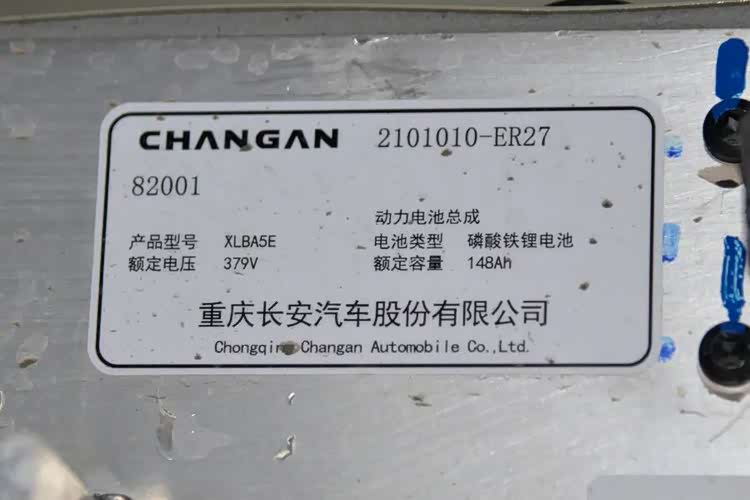 CHANGAN 2101010-ER27
82001
动力电池总成
产品型号 XLBA5E 电池类型 磷酸铁锂电池
额定电压 379V 额定容量 148Ah
重庆长安汽车股份有限公司
Chongqing Changan Automobile Co.,Ltd.